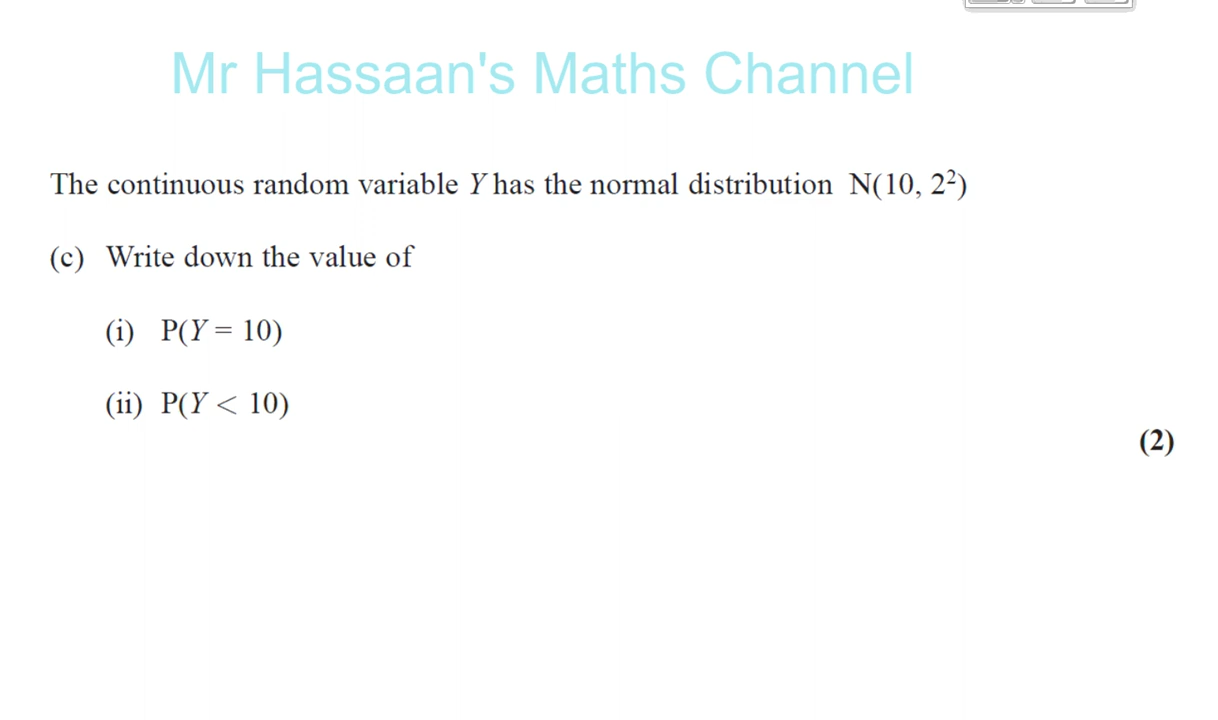 Mr Hassaan's Maths Channel
The continuous random variable Y has the normal distribution N(10, 2²)
(c) Write down the value of
(i) P(Y = 10)
(ii) P(Y < 10)
(2)